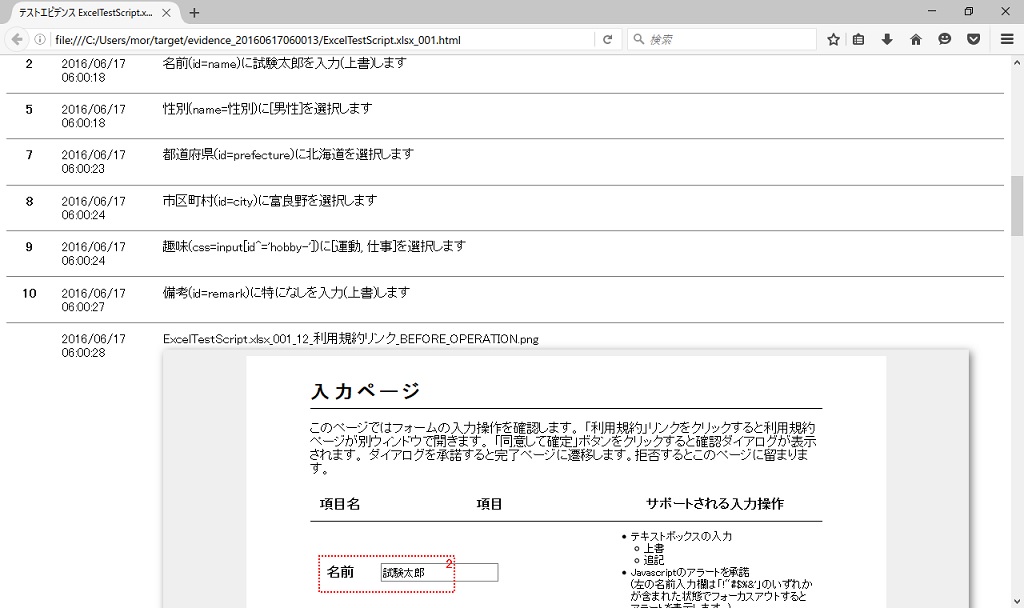 テストエビデンス ExcelTestScript.x...
file:///C:/Users/mor/target/evidence_20160617060013/ExcelTestScript.xlsx_001.html
検索
2 2016/06/17 名前(id=name)に試験太郎を入力(上書)します
06:00:18
5 2016/06/17 性別(name=性別)に[男性]を選択します
06:00:18
7 2016/06/17 都道府県(id=prefecture)に北海道を選択します
06:00:23
8 2016/06/17 市区町村(id=city)に富良野を選択します
06:00:24
9 2016/06/17 趣味(css=input[id^='hobby-'])に[運動, 仕事]を選択します
06:00:24
10 2016/06/17 備考(id=remark)に特になしを入力(上書)します
06:00:27
2016/06/17 ExcelTestScript.xlsx_001_12_利用規約リンク_BEFORE_OPERATION.png
06:00:28
入力ページ
このページではフォームの入力操作を確認します。「利用規約」リンクをクリックすると利用規約
ページが別ウィンドウで開きます。「同意して確定」ボタンをクリックすると確認ダイアログが表示
されます。ダイアログを承諾すると完了ページに遷移します。拒否するとこのページに留まりま
す。
項目名 項目 サポートされる入力操作
テキストボックスの入力
上書
追記
Javascriptのアラートを承諾
(左の名前入力欄は「!"#$%&'」のいずれか
が含まれた状態でフォーカスアウトすると
アラートを表示します。)
名前 試験太郎 2